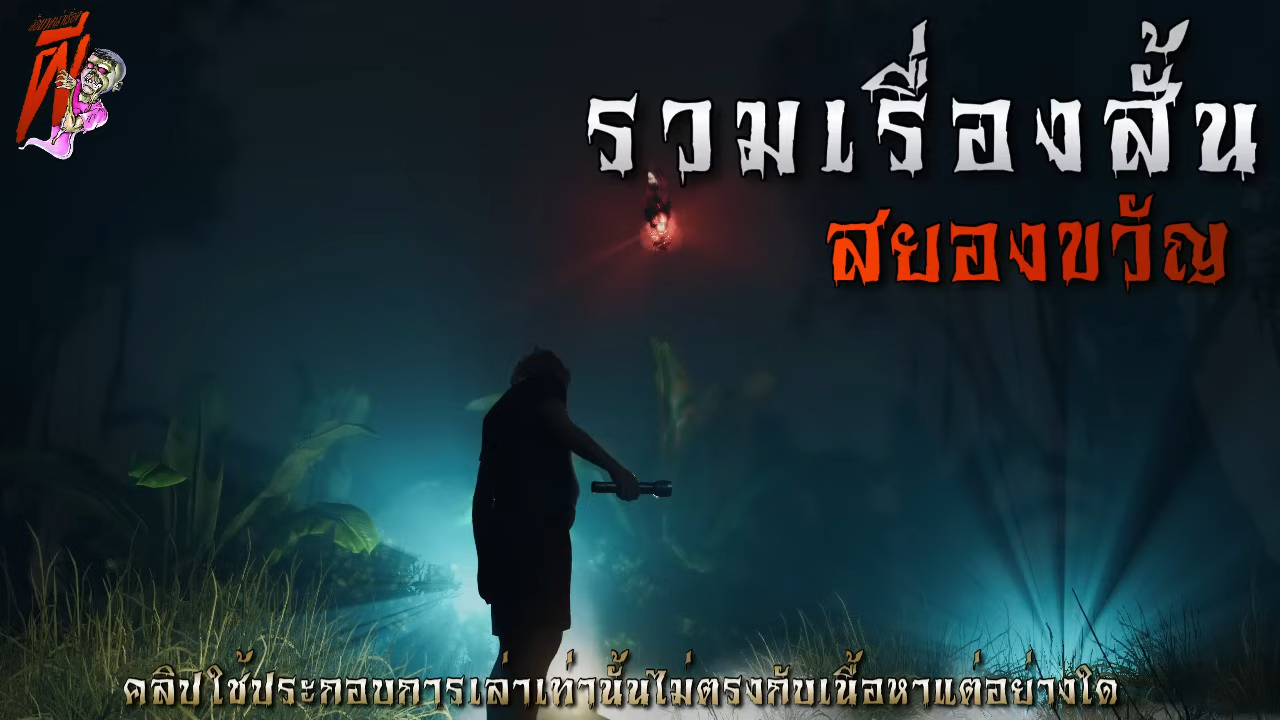 ผี
รวมเรื่องสั้น
สยองขวัญ
คลิปใช้ประกอบการเล่าเท่านั้นไม่ตรงกับเนื้อหาแต่อย่างใด